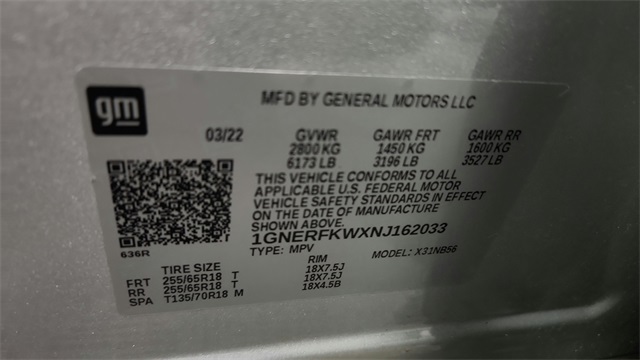 gm
MFD BY GENERAL MOTORS LLC
03/22 GVWR GAWR FRT GAWR RR
2800 KG 1450 KG 1600 KG
6173 LB 3196 LB 3527 LB
THIS VEHICLE CONFORMS TO ALL
APPLICABLE U.S. FEDERAL MOTOR
VEHICLE SAFETY STANDARDS IN EFFECT
ON THE DATE OF MANUFACTURE
SHOWN ABOVE.
636R
1GNERFKWXNJ162033
TYPE: MPV MODEL: X31NB56
TIRE SIZE RIM
FRT 255/65R18 T 18X7.5J
RR 255/65R18 T 18X7.5J
SPA T135/70R18 M 18X4.5B